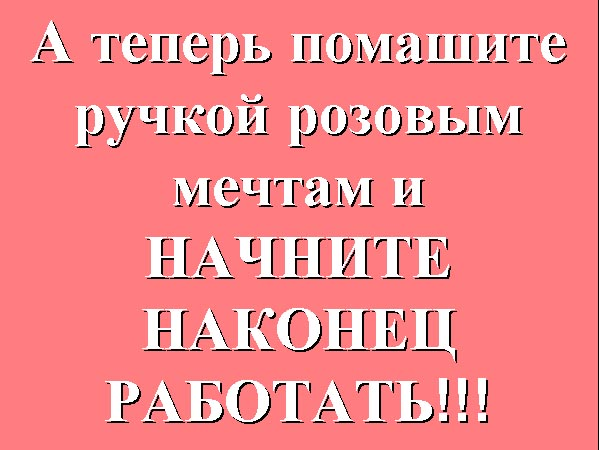 А теперь помашите
ручкой розовым
мечтам и
НАЧНИТЕ
НАКОНЕЦ
РАБОТАТЬ!!!